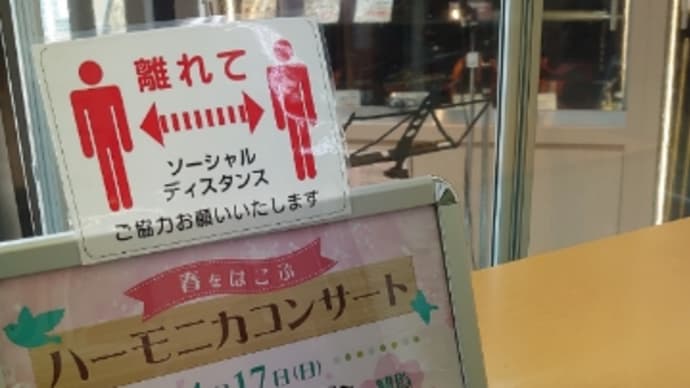 離れて
ソーシャル
ディスタンス
ご協力お願いいたします
春をはこぶ
ハーモニカコンサート
17日(日)